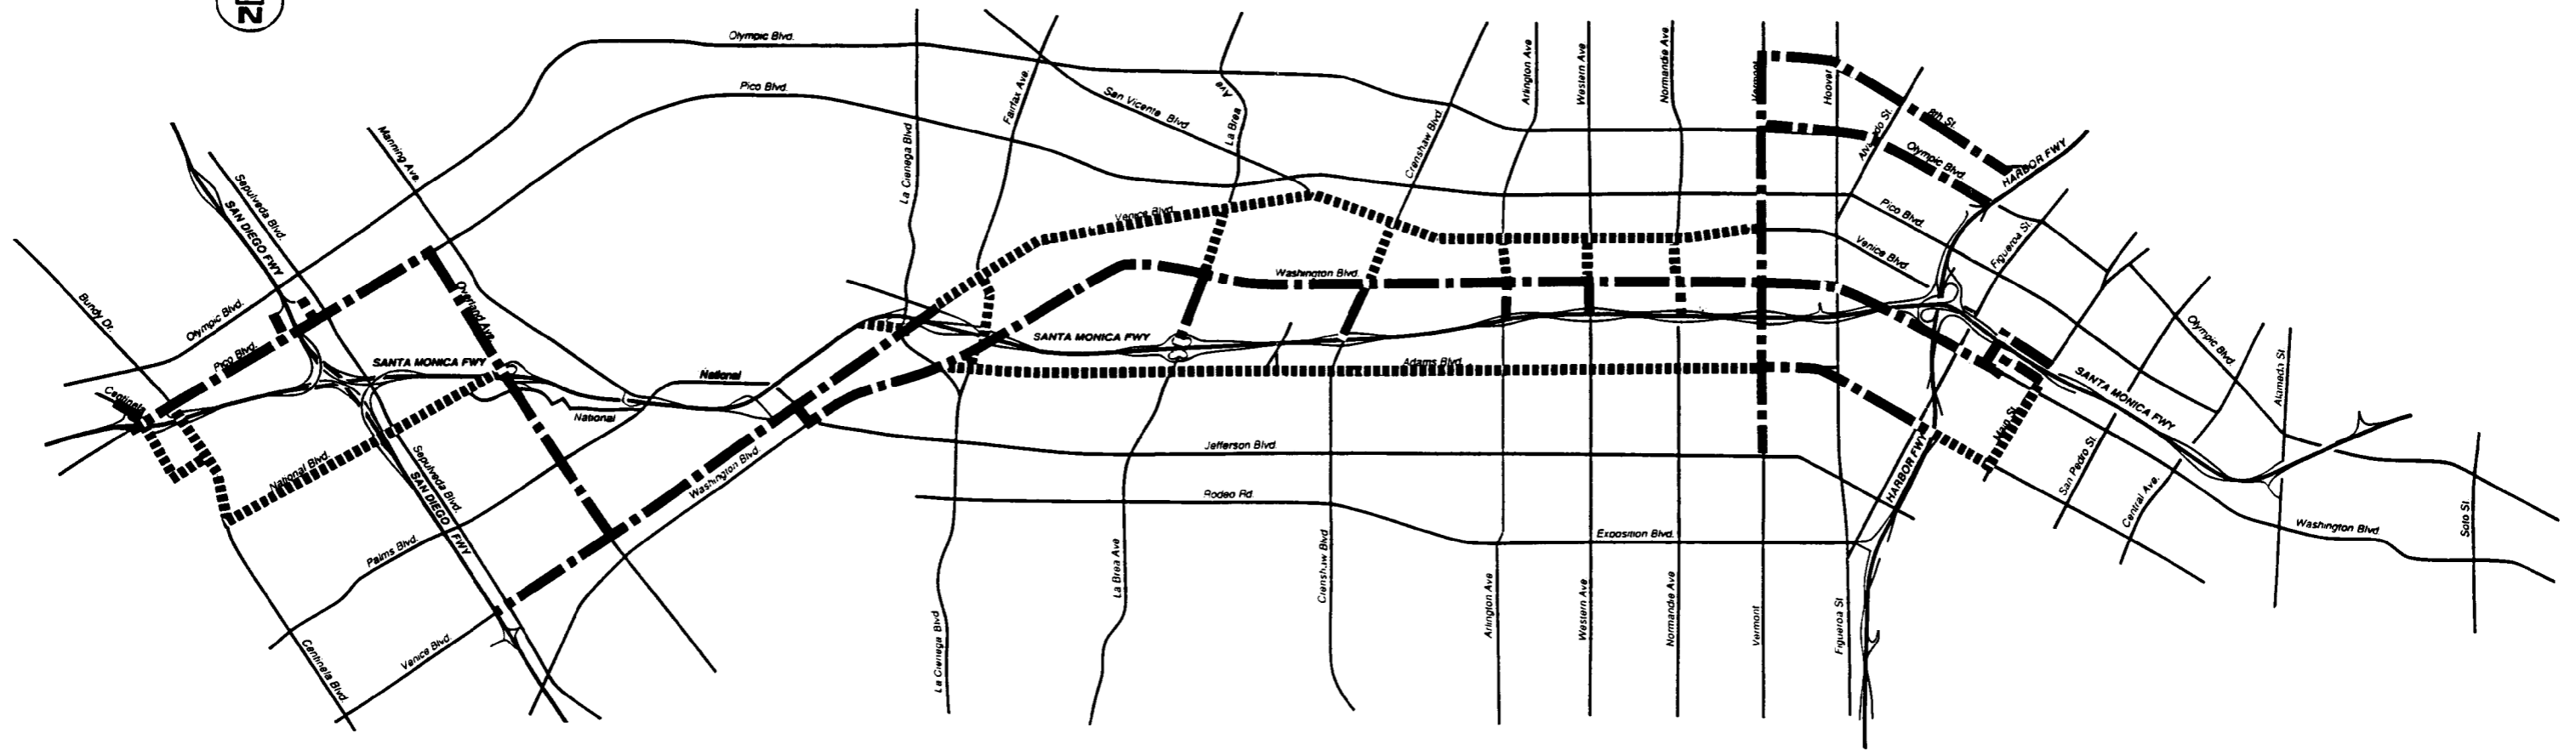 N
Olympic Blvd.
Pico Blvd.
San Vicente Blvd
La Cienega Blvd
Fairfax Ave.
La Brea
Ave
Crenshaw Blvd.
Arlington Ave
Western Ave
Normandie Ave
Vermont
Hoover
Alvarado St.
8th St.
Olympic Blvd.
HARBOR FWY
Manning Ave.
Sepulveda Blvd.
SAN DIEGO FWY
Bundy Dr.
Olympic Blvd.
Pico Blvd.
Centinela
Overland Ave.
SANTA MONICA FWY
National
National
National Blvd.
Sepulveda Blvd.
SAN DIEGO FWY
Palms Blvd.
Venice Blvd.
Centinela Blvd.
Washington Blvd.
Venice Blvd.
Washington Blvd.
SANTA MONICA FWY
Adams Blvd.
Jefferson Blvd.
Rodeo Rd.
Exposition Blvd.
Pico Blvd.
Venice Blvd.
Figueroa St.
Olympic Blvd.
Alameda St.
SANTA MONICA FWY
Main St.
San Pedro St.
Central Ave.
HARBOR FWY
Washington Blvd.
Soto St
La Cienega Blvd
La Brea Ave
Crenshaw Blvd
Arlington Ave
Western Ave
Normandie Ave
Vermont
Figueroa St